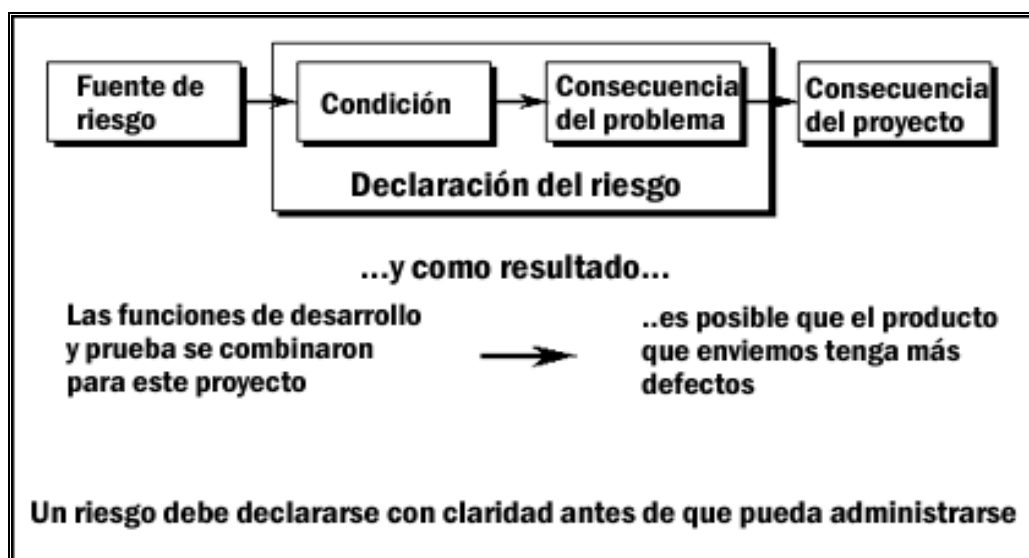 Fuente de
riesgo
Condición
Consecuencia
del problema
Consecuencia
del proyecto
Declaración del riesgo
...y como resultado...
Las funciones de desarrollo
y prueba se combinaron
para este proyecto
..es posible que el producto
que enviemos tenga más
defectos
Un riesgo debe declararse con claridad antes de que pueda administrarse